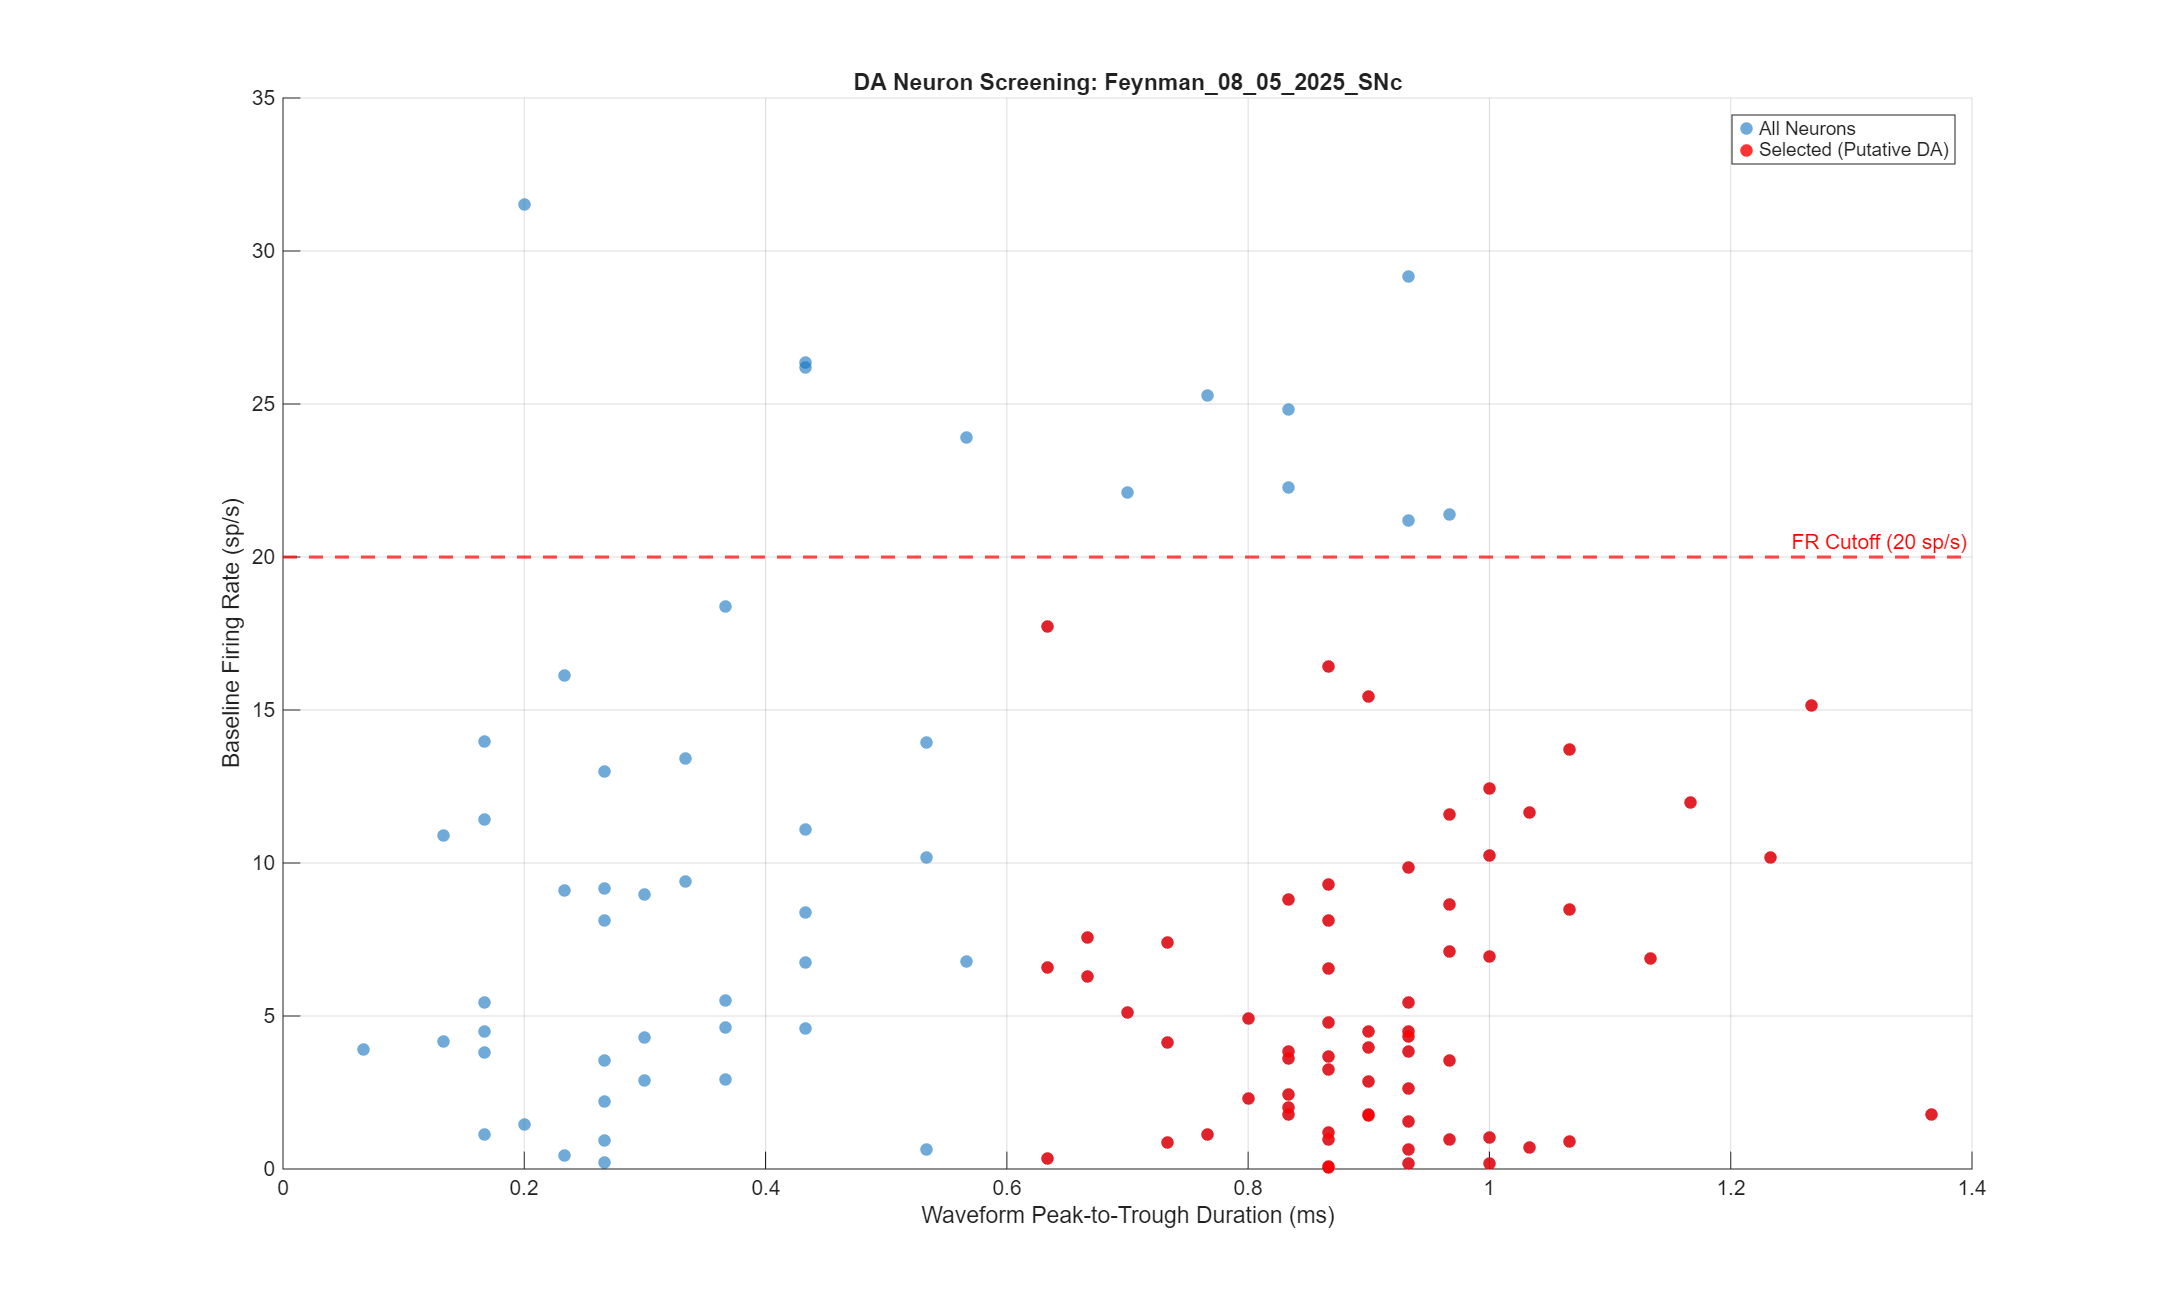 DA Neuron Screening: Feynman_08_05_2025_SNc
All Neurons
Selected (Putative DA)
FR Cutoff (20 sp/s)
Baseline Firing Rate (sp/s)
35
30
25
20
15
10
5
0
0 0.2 0.4 0.6 0.8 1 1.2 1.4
Waveform Peak-to-Trough Duration (ms)